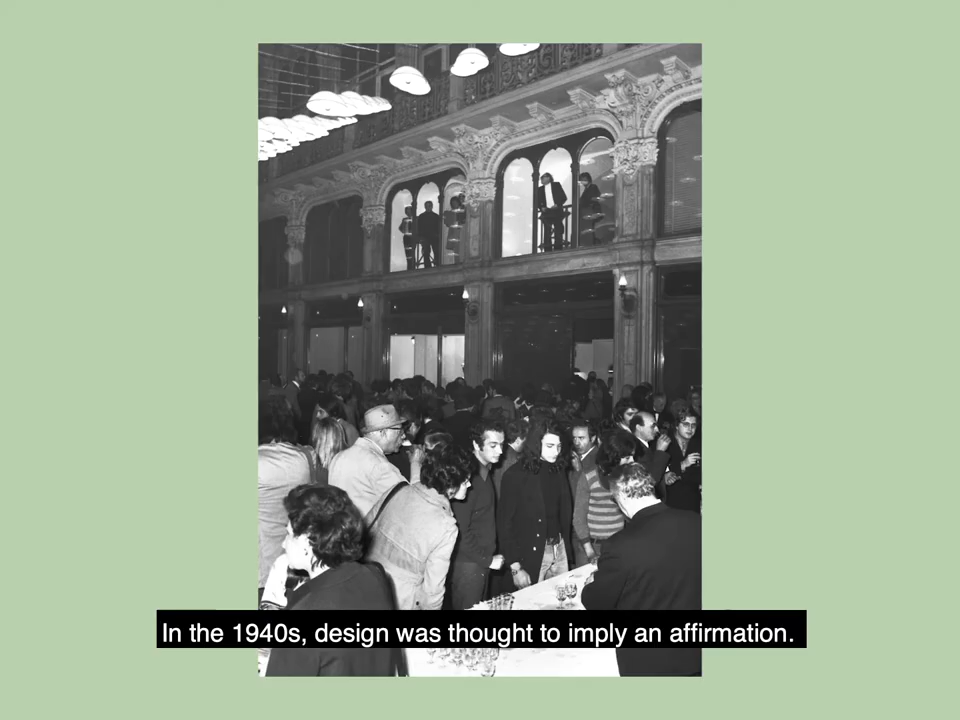 In the 1940s, design was thought to imply an affirmation.